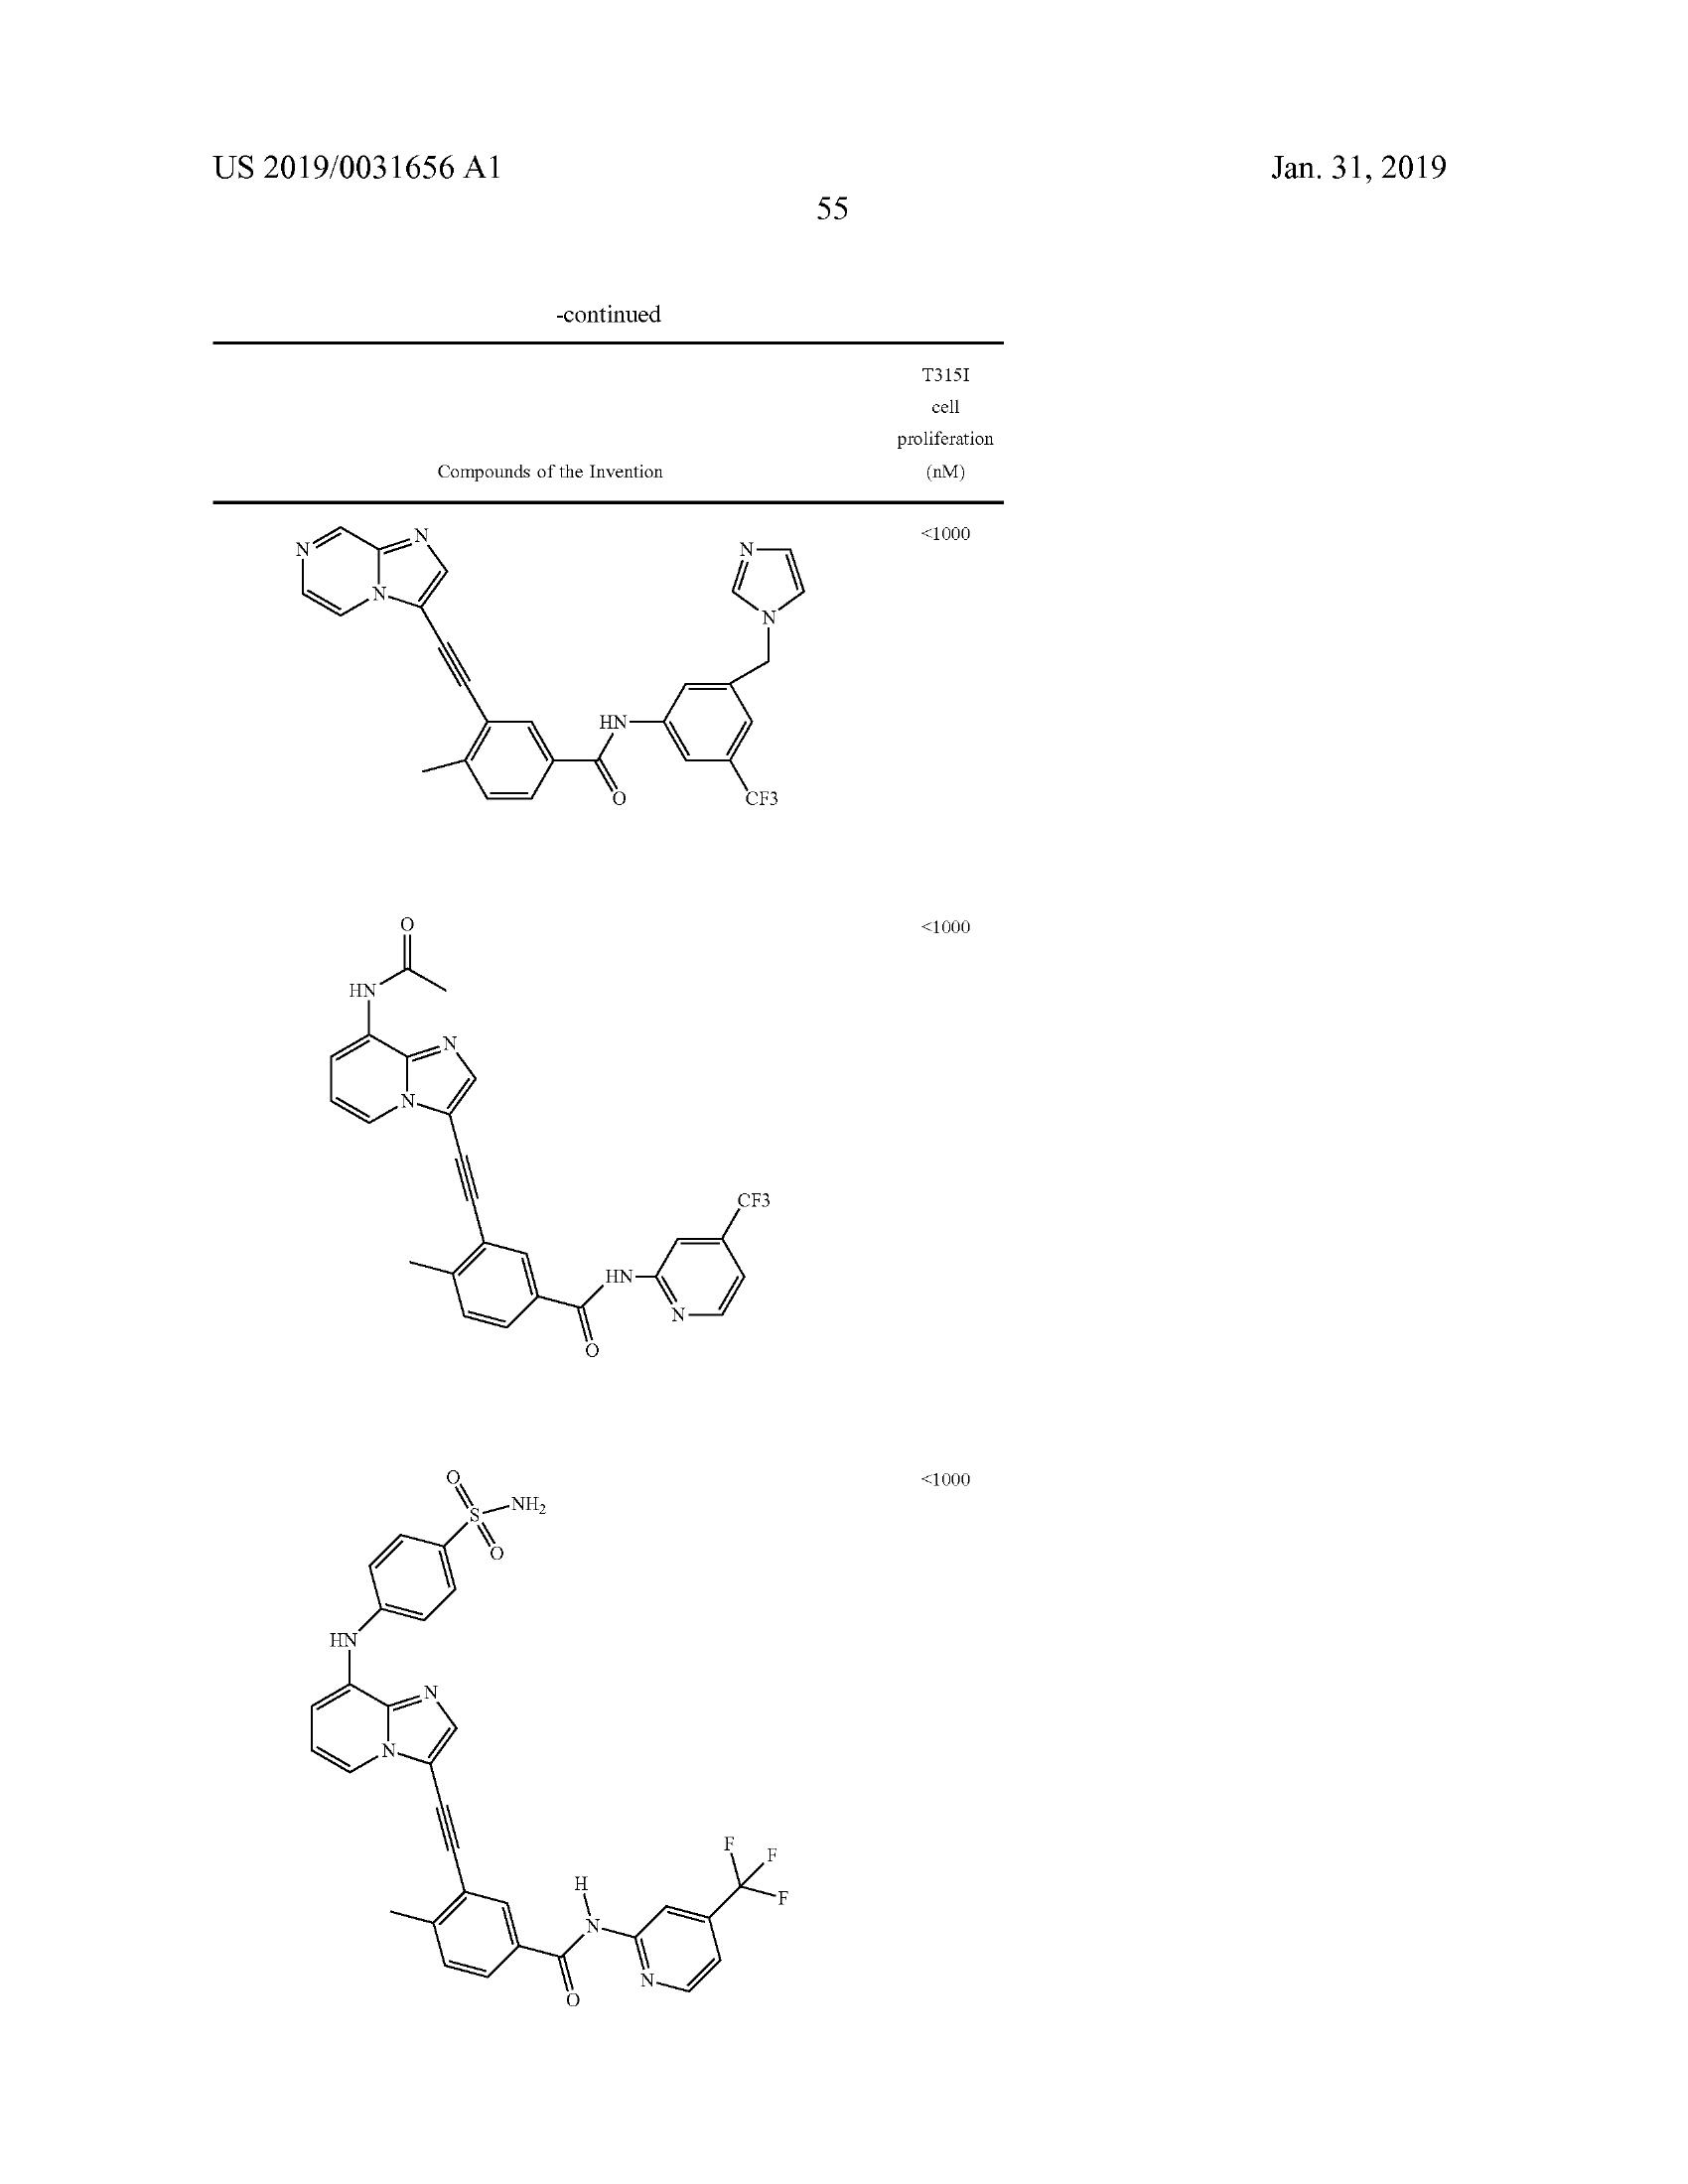 US 2019/0031656 A1
Jan. 31, 2019
55
-continued
T315I
cell
proliferation
Compounds of the Invention
(nM)
<1000
N
N
N
N
N
HN
O
CF3
<1000
O
HN
N
N
CF3
HN
N
O
<1000
O
S
NH2
O
HN
N
N
F
F
F
H
N
N
O